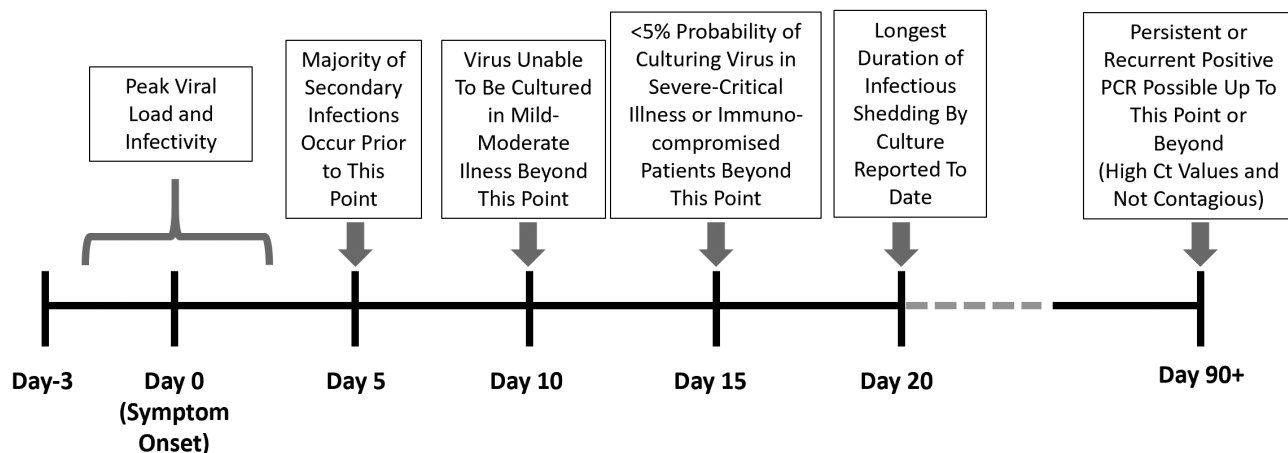 Peak Viral
Load and
Infectivity
Majority of
Secondary
Infections
Occur Prior
to This
Point
Virus Unable
To Be Cultured
in Mild-
Moderate
Ilness Beyond
This Point
<5% Probability of
Culturing Virus in
Severe-Critical
Illness or Immuno-
compromised
Patients Beyond
This Point
Longest
Duration of
Infectious
Shedding By
Culture
Reported To
Date
Persistent or
Recurrent Positive
PCR Possible Up To
This Point or
Beyond
(High Ct Values and
Not Contagious)
Day-3
Day 0
(Symptom
Onset)
Day 5
Day 10
Day 15
Day 20
Day 90+